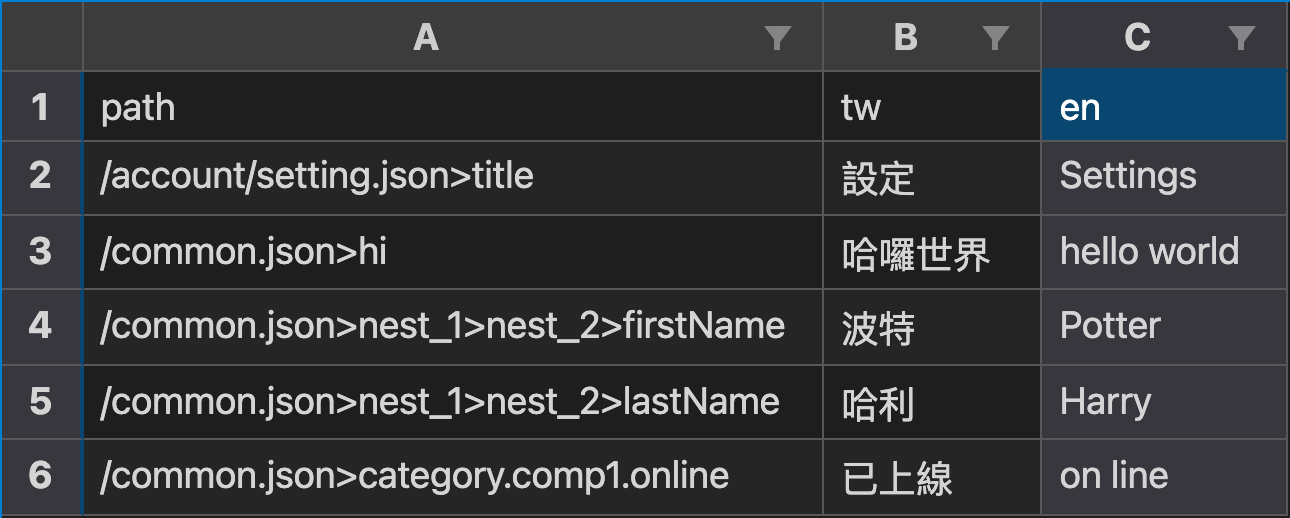 A B C
1 path tw en
2 /account/setting.json>title 設定 Settings
3 /common.json>hi 哈囉世界 hello world
4 /common.json>nest_1>nest_2>firstName 波特 Potter
5 /common.json>nest_1>nest_2>lastName 哈利 Harry
6 /common.json>category.comp1.online 已上線 on line